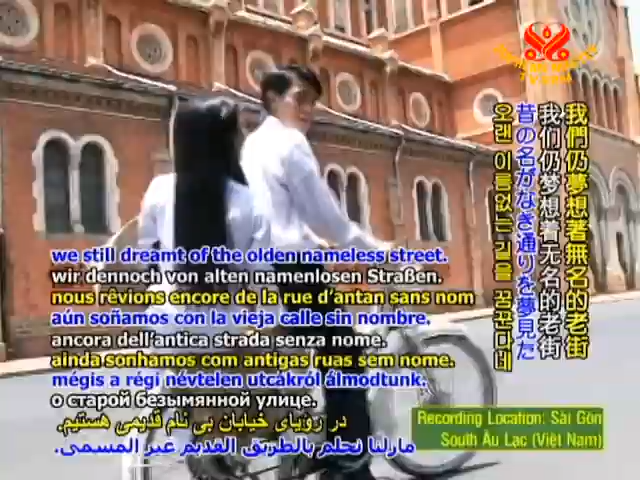 we still dreamt of the olden nameless street.
wir dennoch von alten namenlosen Straßen.
nous rêvions encore de la rue d'antan sans nom
aún soñamos con la vieja calle sin nombre.
ancora dell'antica strada senza nome.
ainda sonhamos com antigas ruas sem nome.
mégis a régi névtelen utcákról álmodtunk.
о старой безымянной улице.
در رؤیای خیابان بی نام قدیمی هستیم.
مازلنا نحلم بالطريق القديم غير المسمى.
我們仍夢想著無名的老街
我们仍梦想着无名的老街
昔の名がなき通りを夢見た
오랜 이름없는 길을 꿈꾼다네
Recording Location: Sài Gòn
South Âu Lạc (Việt Nam)